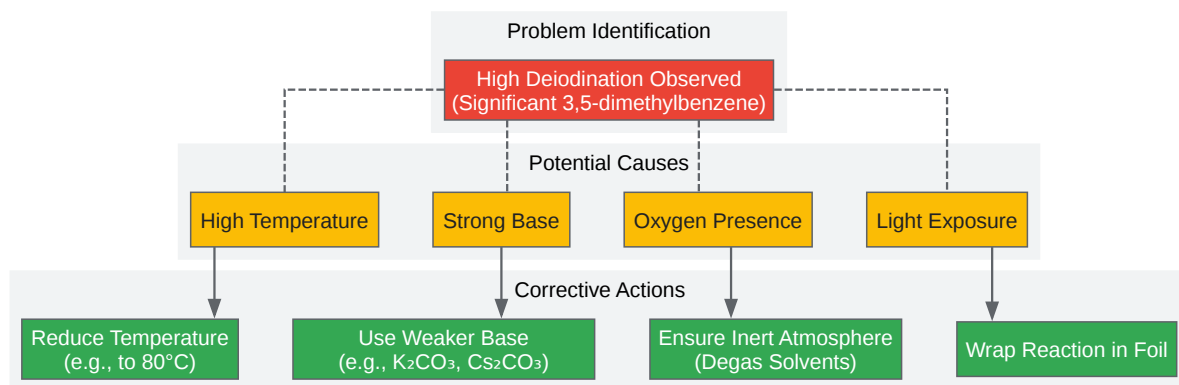 Problem Identification
High Deiodination Observed
(Significant 3,5-dimethylbenzene)
Potential Causes
High Temperature
Strong Base
Oxygen Presence
Light Exposure
Corrective Actions
Reduce Temperature
(e.g., to 80°C)
Use Weaker Base
(e.g., K₂CO₃, Cs₂CO₃)
Ensure Inert Atmosphere
(Degas Solvents)
Wrap Reaction in Foil